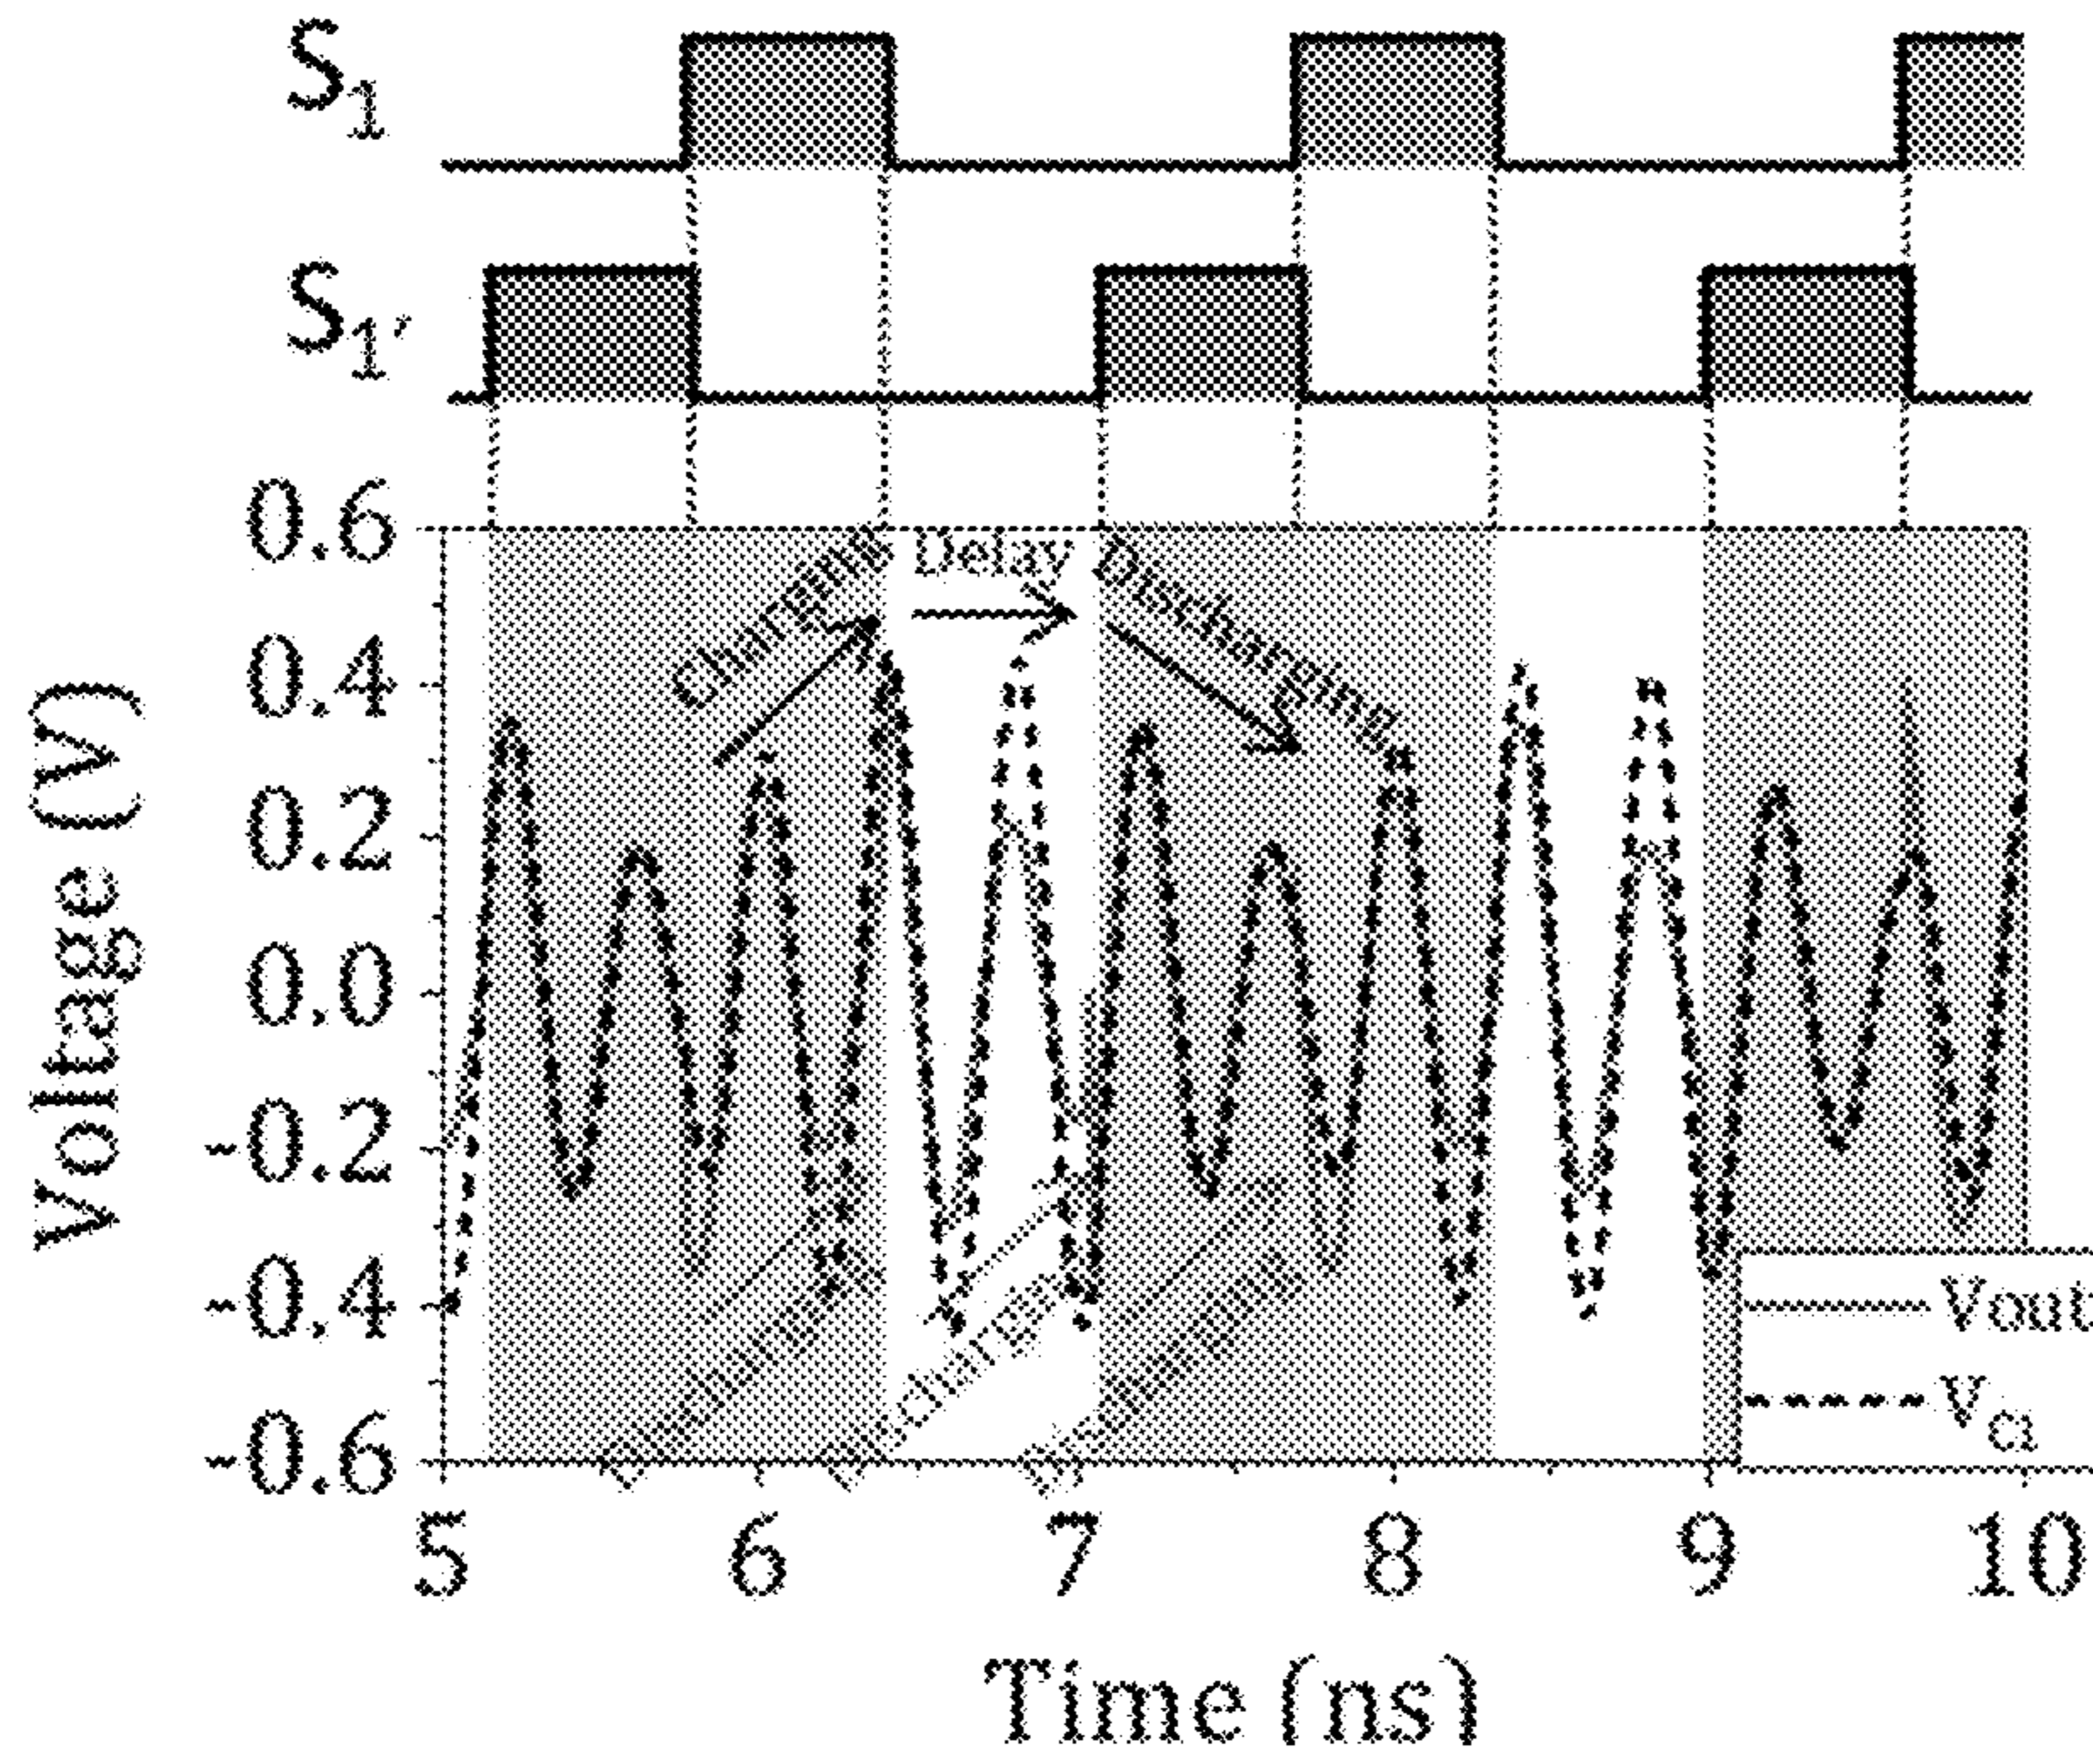 S1
S1′
0.6
0.4
0.2
0.0
-0.2
-0.4
-0.6
Voltage (V)
Charging
Delay
Discharging
Vout
5 6 7 8 9 10
Time (ns)